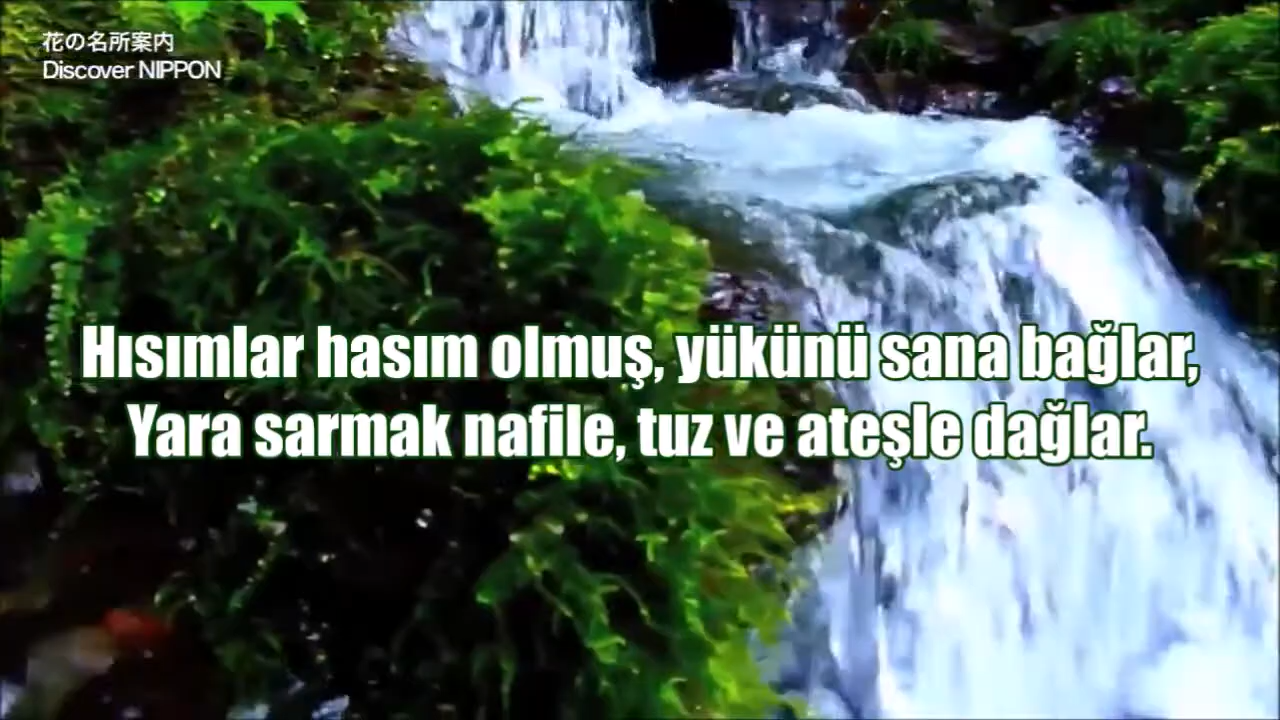 花の名所案内
Discover NIPPON
Hısımlar hasım olmuş, yükünü sana bağlar,
Yara sarmak nafile, tuz ve ateşle dağlar.